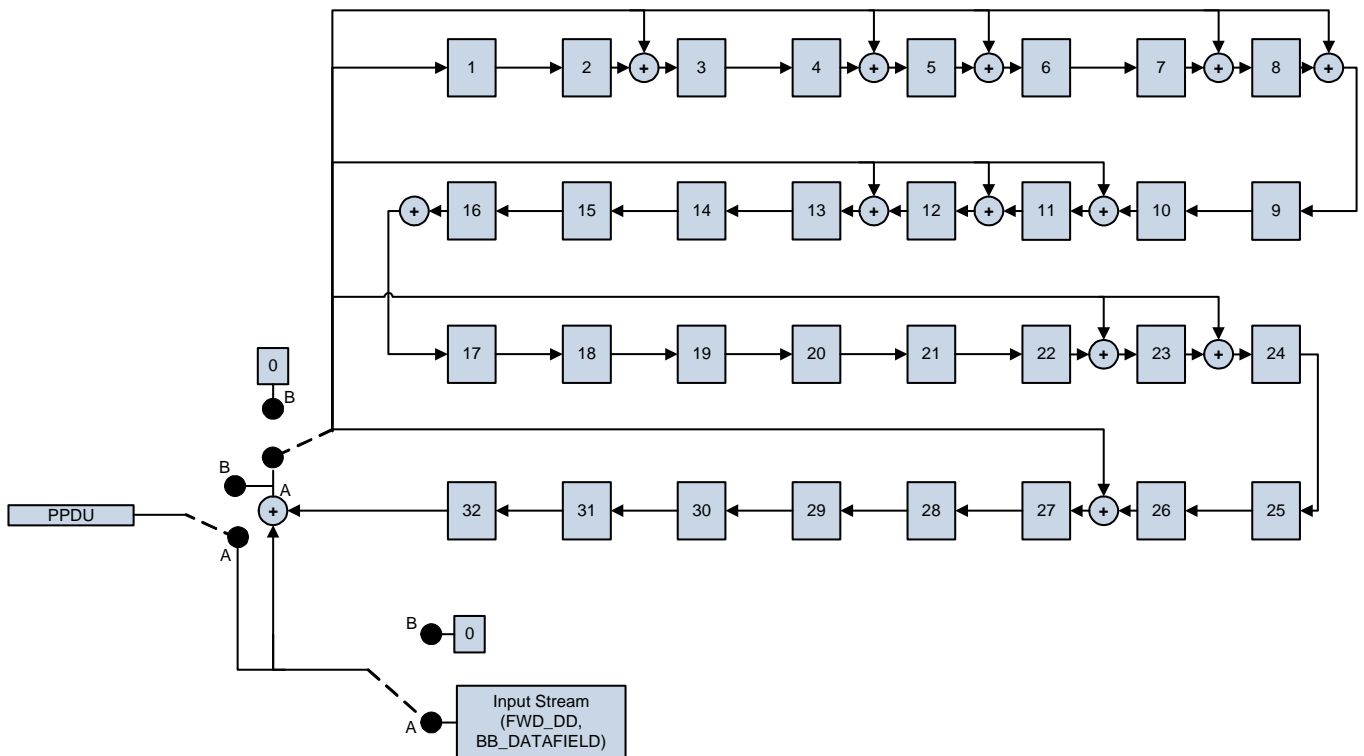 1 2 + 3 4 + 5 + 6 7 + 8 +
+ 16 15 14 13 + 12 + 11 + 10 9
17 18 19 20 21 22 + 23 + 24
0
B
B
A
PPDU
+ 32 31 30 29 28 27 + 26 25
A
B 0
A
Input Stream
(FWD_DD,
BB_DATAFIELD)